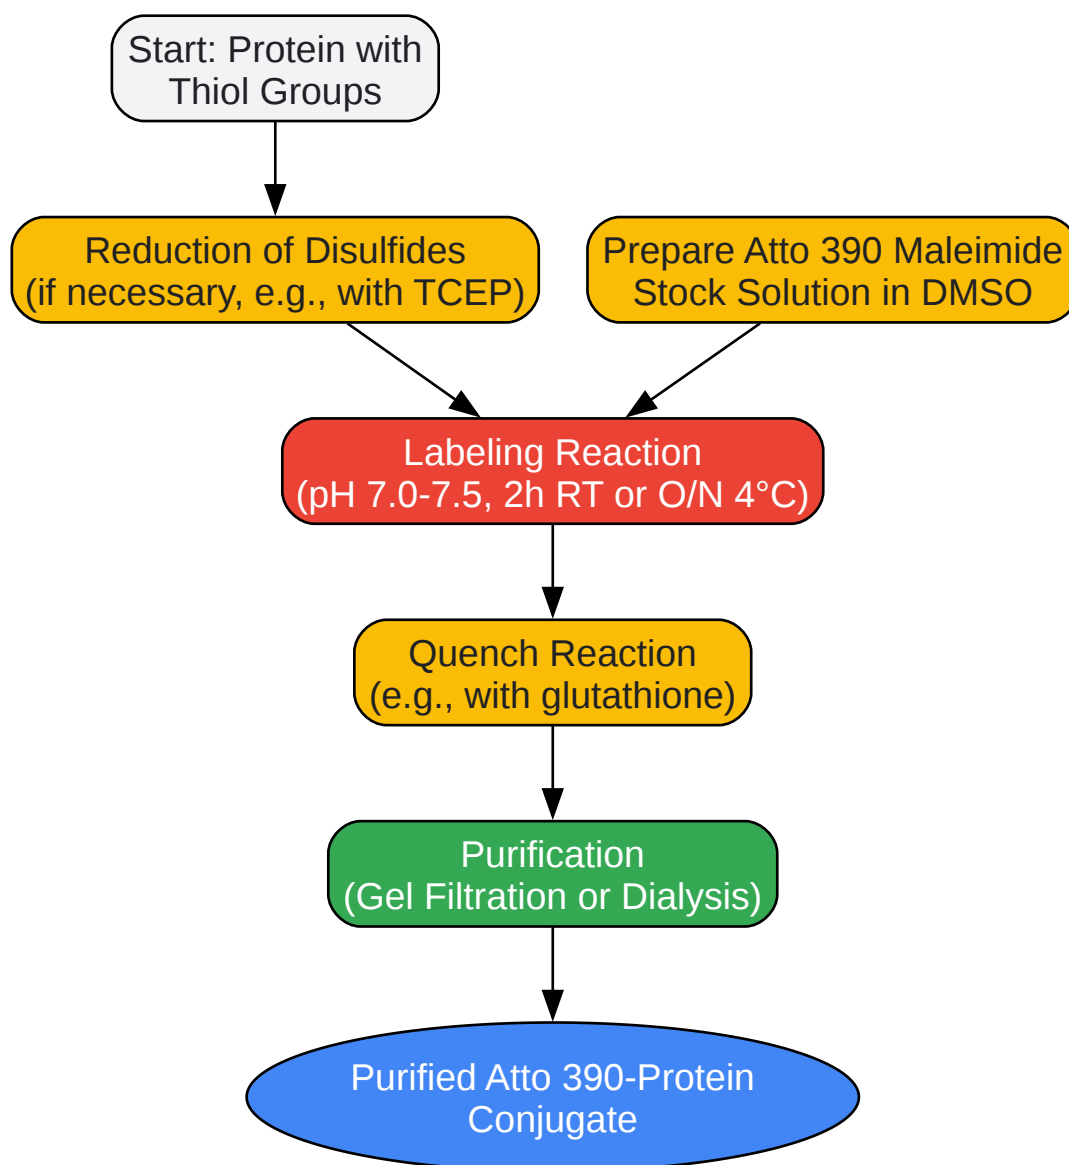 Start: Protein with
Thiol Groups
Reduction of Disulfides
(if necessary, e.g., with TCEP)
Prepare Atto 390 Maleimide
Stock Solution in DMSO
Labeling Reaction
(pH 7.0-7.5, 2h RT or O/N 4°C)
Quench Reaction
(e.g., with glutathione)
Purification
(Gel Filtration or Dialysis)
Purified Atto 390-Protein
Conjugate